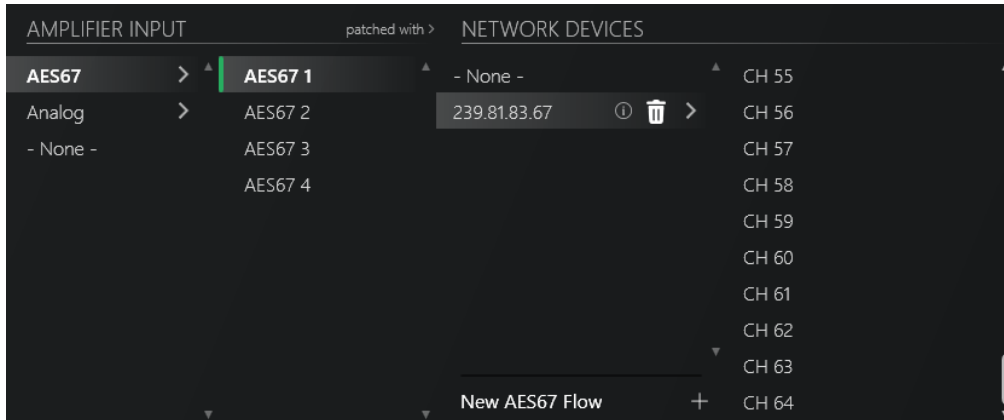 AMPLIFIER INPUT
patched with >
NETWORK DEVICES
AES67
Analog
- None -
AES67 1
AES67 2
AES67 3
AES67 4
- None -
239.81.83.67
New AES67 Flow
CH 55
CH 56
CH 57
CH 58
CH 59
CH 60
CH 61
CH 62
CH 63
CH 64